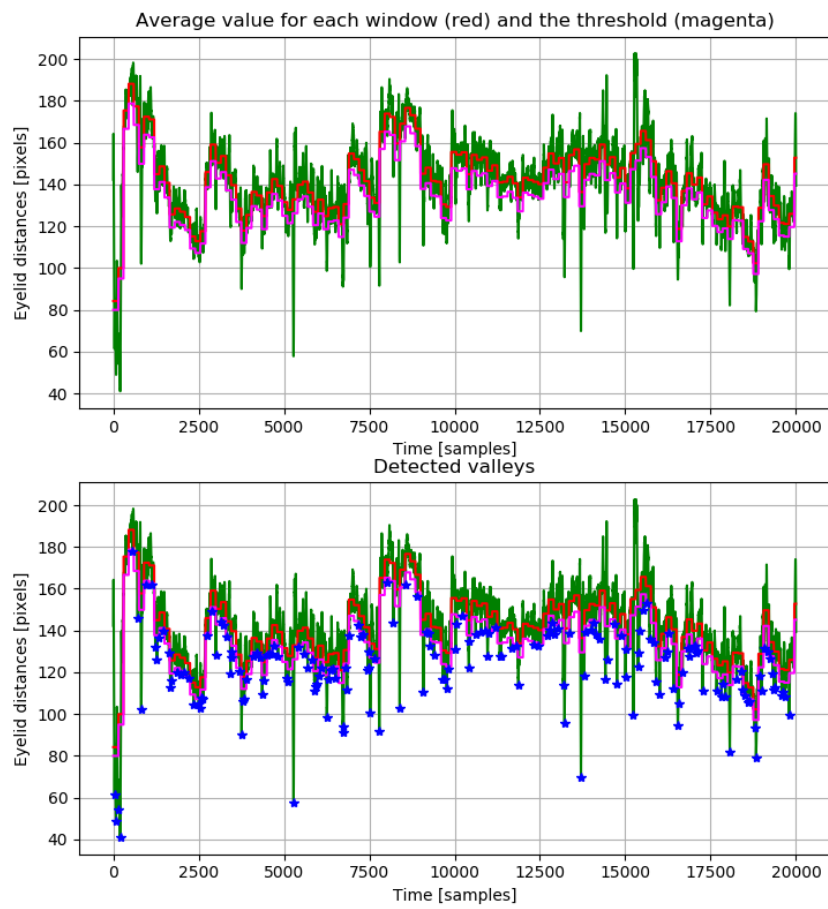 Average value for each window (red) and the threshold (magenta)
200
180
160
140
120
100
80
60
40
Eyelid distances [pixels]
0 2500 5000 7500 10000 12500 15000 17500 20000
Time [samples]
Detected valleys
200
180
160
140
120
100
80
60
40
Eyelid distances [pixels]
0 2500 5000 7500 10000 12500 15000 17500 20000
Time [samples]